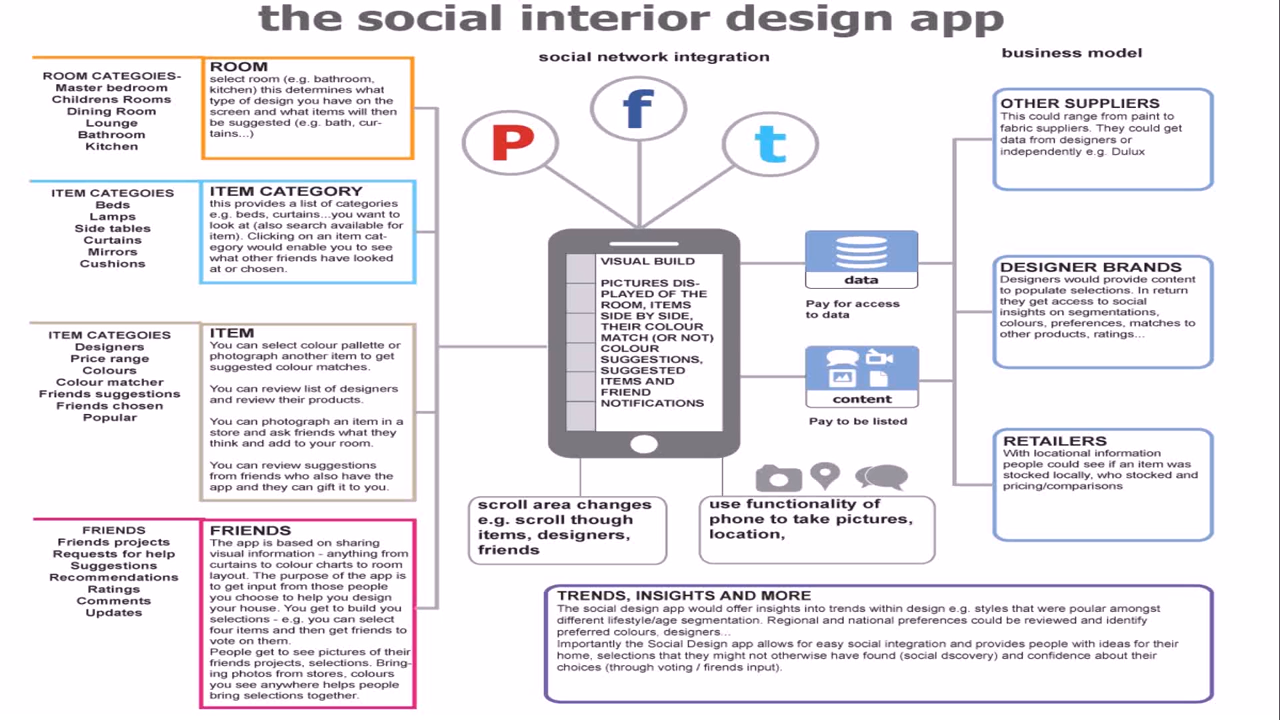 the social interior design app
ROOM CATEGOIES-
Master bedroom
Childrens Rooms
Dining Room
Lounge
Bathroom
Kitchen
ROOM
select room (e.g. bathroom,
kitchen) this determines what
type of design you have on the
screen and what items will then
be suggested (e.g. bath, cur-
tains...)
ITEM CATEGOIES
Beds
Lamps
Side tables
Curtains
Mirrors
Cushions
ITEM CATEGORY
this provides a list of categories
e.g. beds, curtains...you want to
look at (also search available for
item). Clicking on an item cat-
egory would enable you to see
what other friends have looked
at or chosen.
ITEM CATEGOIES
Designers
Price range
Colours
Colour matcher
Friends suggestions
Friends chosen
Popular
ITEM
You can select colour pallette or
photograph another item to get
suggested colour matches.
You can review list of designers
and review their products.
You can photograph an item in a
store and ask friends what they
think and add to your room.
You can review suggestions
from friends who also have the
app and they can gift it to you.
FRIENDS
Friends projects
Requests for help
Suggestions
Recommendations
Ratings
Comments
Updates
FRIENDS
The app is based on sharing
visual information - anything from
curtains to colour charts to room
layout. The purpose of the app is
to get input from those people
you choose to help you design
your house. You get to build you
selections - e.g. you can select
four items and then get friends to
vote on them.
People get to see pictures of their
friends projects, selections. Bring-
ing photos from stores, colours
you see anywhere helps people
bring selections together.
social network integration
P
f
t
VISUAL BUILD
PICTURES DIS-
PLAYED OF THE
ROOM, ITEMS
SIDE BY SIDE,
THEIR COLOUR
MATCH (OR NOT)
COLOUR
SUGGESTIONS,
SUGGESTED
ITEMS AND
FRIEND
NOTIFICATIONS
scroll area changes
e.g. scroll though
items, designers,
friends
use functionality of
phone to take pictures,
location,
data
Pay for access
to data
content
Pay to be listed
business model
OTHER SUPPLIERS
This could range from paint to
fabric suppliers. They could get
data from designers or
independently e.g. Dulux
DESIGNER BRANDS
Designers would provide content
to populate selections. In return
they get access to social
insights on segmentations,
colours, preferences, matches to
other products, ratings...
RETAILERS
With locational information
people could see if an item was
stocked locally, who stocked and
pricing/comparisons
TRENDS, INSIGHTS AND MORE
The social design app would offer insights into trends within design e.g. styles that were poular amongst
different lifestyle/age segmentation. Regional and national preferences could be reviewed and identify
preferred colours, designers...
Importantly the Social Design app allows for easy social integration and provides people with ideas for their
home, selections that they might not otherwise have found (social dscovery) and confidence about their
choices (through voting / firends input).